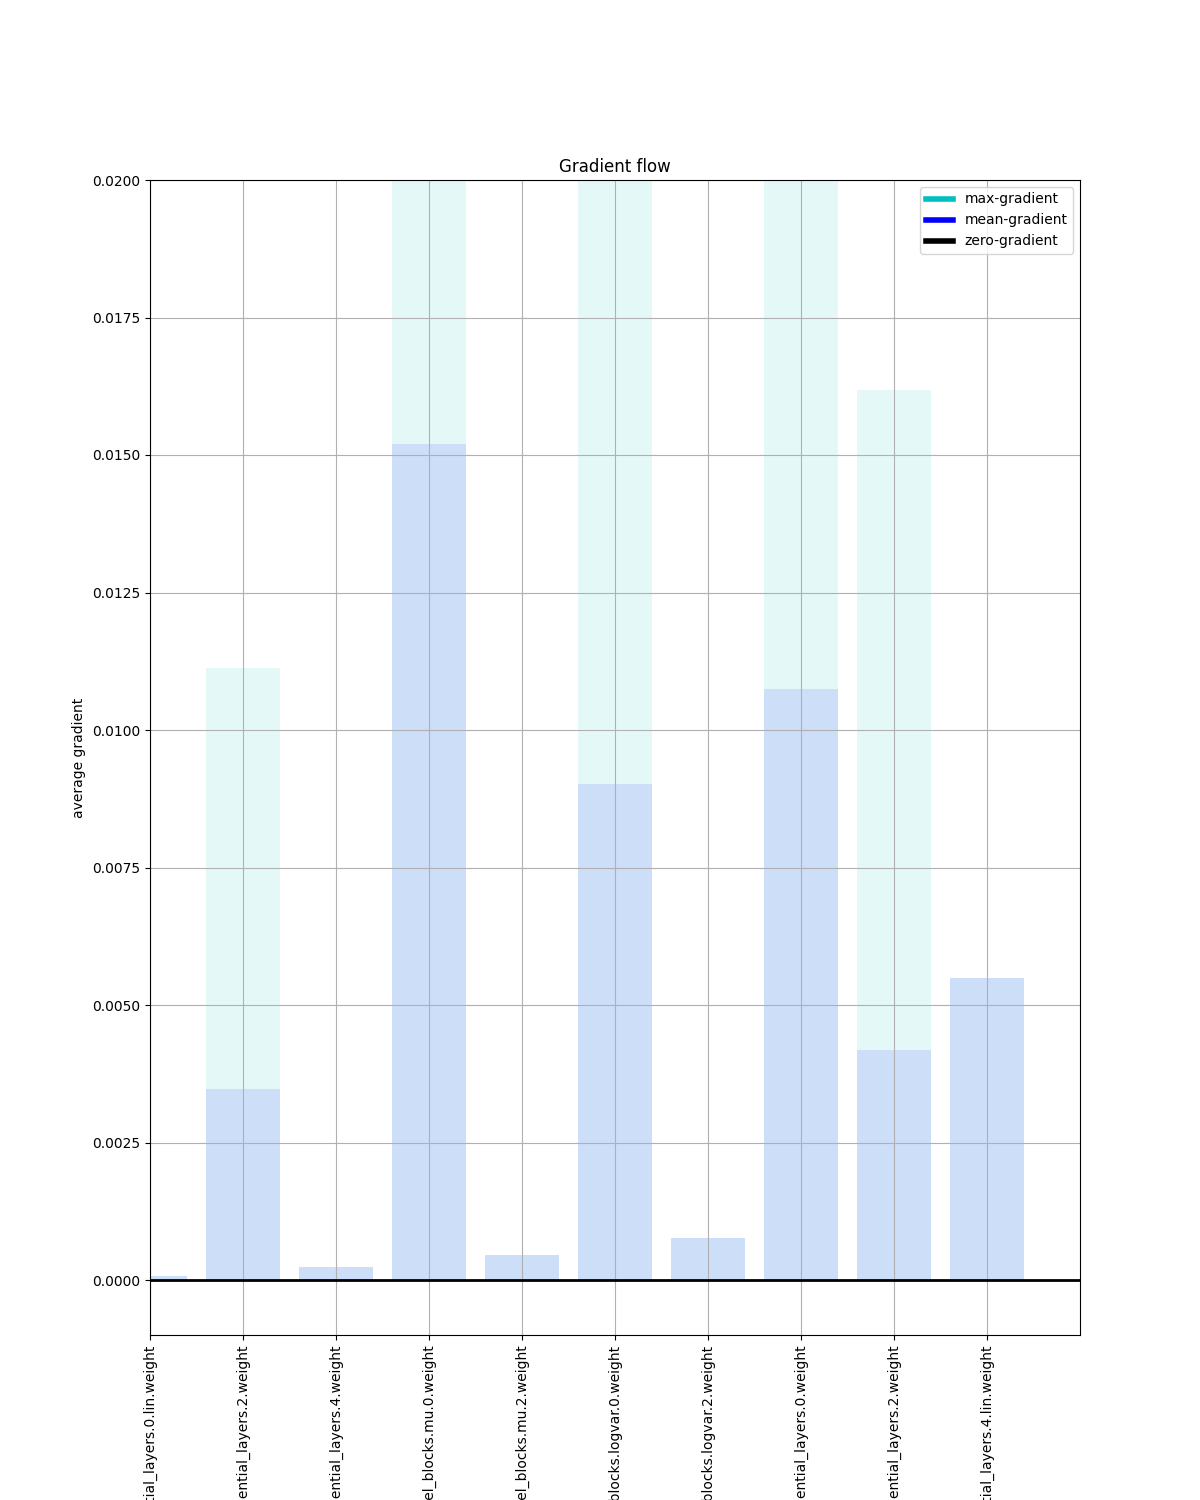 Gradient flow
max-gradient
mean-gradient
zero-gradient
0.0200
0.0175
0.0150
0.0125
0.0100
0.0075
0.0050
0.0025
0.0000
average gradient
tial_layers.0.lin.weight
ential_layers.2.weight
ential_layers.4.weight
el_blocks.mu.0.weight
el_blocks.mu.2.weight
blocks.logvar.0.weight
blocks.logvar.2.weight
ential_layers.0.weight
ential_layers.2.weight
tial_layers.4.lin.weight